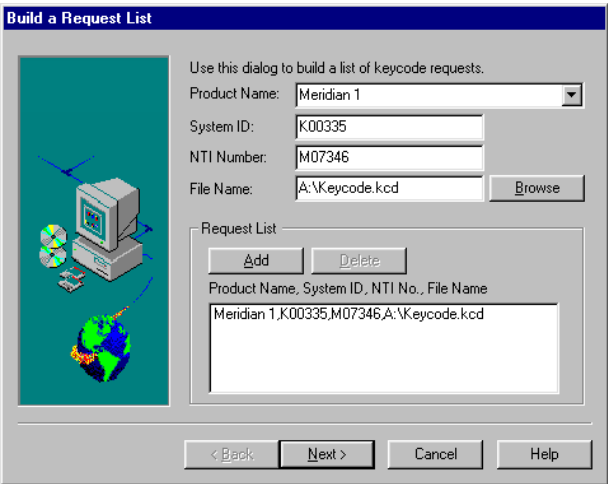 Build a Request List
Use this dialog to build a list of keycode requests.
Product Name: Meridian 1
System ID: K00335
NTI Number: M07346
File Name: A:\Keycode.kcd Browse
Request List
Add Delete
Product Name, System ID, NTI No., File Name
Meridian 1,K00335,M07346,A:\Keycode.kcd
< Back Next > Cancel Help